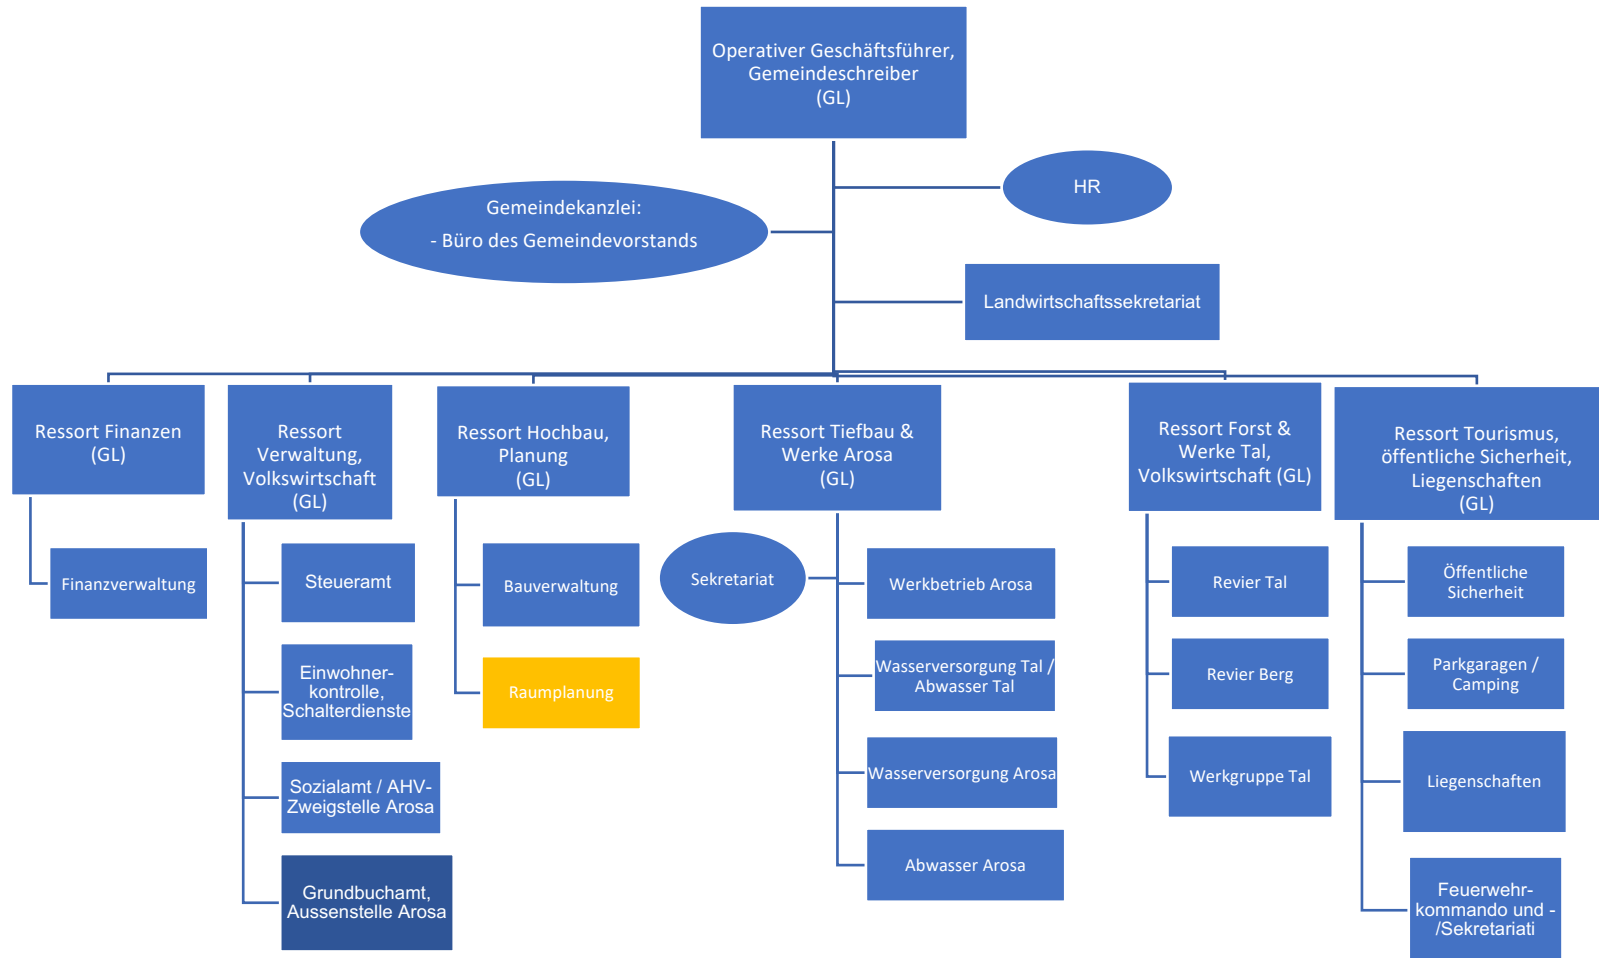 Operativer Geschäftsführer,
Gemeindeschreiber
(GL)
HR
Gemeindekanzlei:
- Büro des Gemeindevorstands
Landwirtschaftssekretariat
Ressort Finanzen
(GL)
Ressort
Verwaltung,
Volkswirtschaft
(GL)
Ressort Hochbau,
Planung
(GL)
Ressort Tiefbau &
Werke Arosa
(GL)
Ressort Forst &
Werke Tal,
Volkswirtschaft (GL)
Ressort Tourismus,
öffentliche Sicherheit,
Liegenschaften
(GL)
Finanzverwaltung
Steueramt
Einwohner-
kontrolle,
Schalterdienste
Sozialamt / AHV-
Zweigstelle Arosa
Grundbuchamt,
Aussenstelle Arosa
Bauverwaltung
Raumplanung
Sekretariat
Werkbetrieb Arosa
Wasserversorgung Tal /
Abwasser Tal
Wasserversorgung Arosa
Abwasser Arosa
Revier Tal
Revier Berg
Werkgruppe Tal
Öffentliche
Sicherheit
Parkgaragen /
Camping
Liegenschaften
Feuerwehr-
kommando und -
/Sekretariati